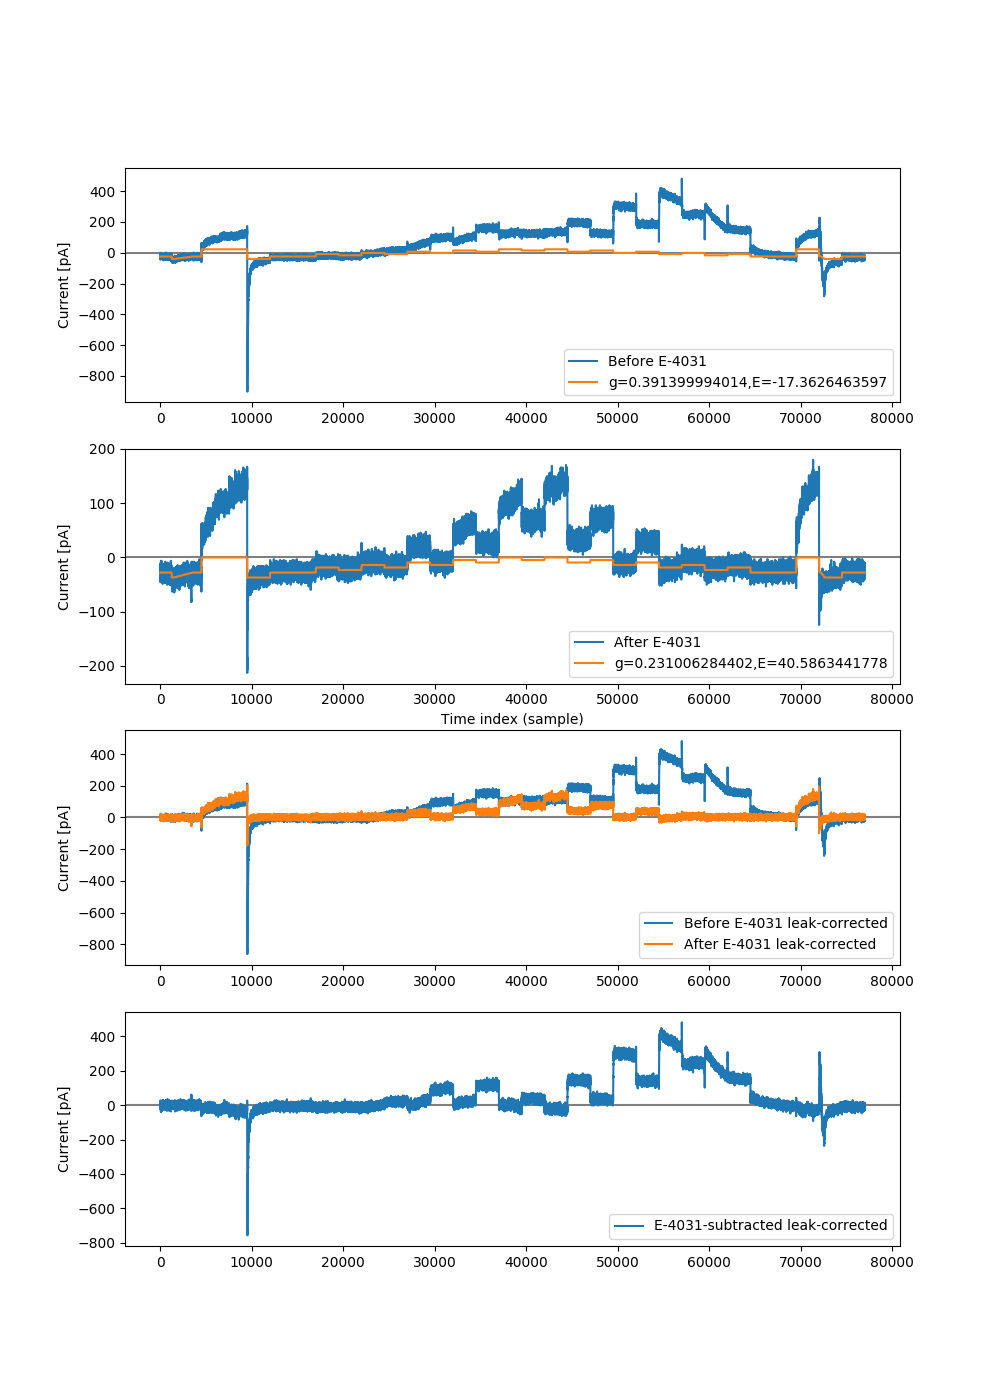 400
200
0
−200
−400
−600
−800
Current [pA]
Before E-4031
g=0.391399994014,E=-17.3626463597
0 10000 20000 30000 40000 50000 60000 70000 80000
200
100
0
−100
−200
Current [pA]
After E-4031
g=0.231006284402,E=40.5863441778
0 10000 20000 30000 40000 50000 60000 70000 80000
Time index (sample)
400
200
0
−200
−400
−600
−800
Current [pA]
Before E-4031 leak-corrected
After E-4031 leak-corrected
0 10000 20000 30000 40000 50000 60000 70000 80000
400
200
0
−200
−400
−600
−800
Current [pA]
E-4031-subtracted leak-corrected
0 10000 20000 30000 40000 50000 60000 70000 80000